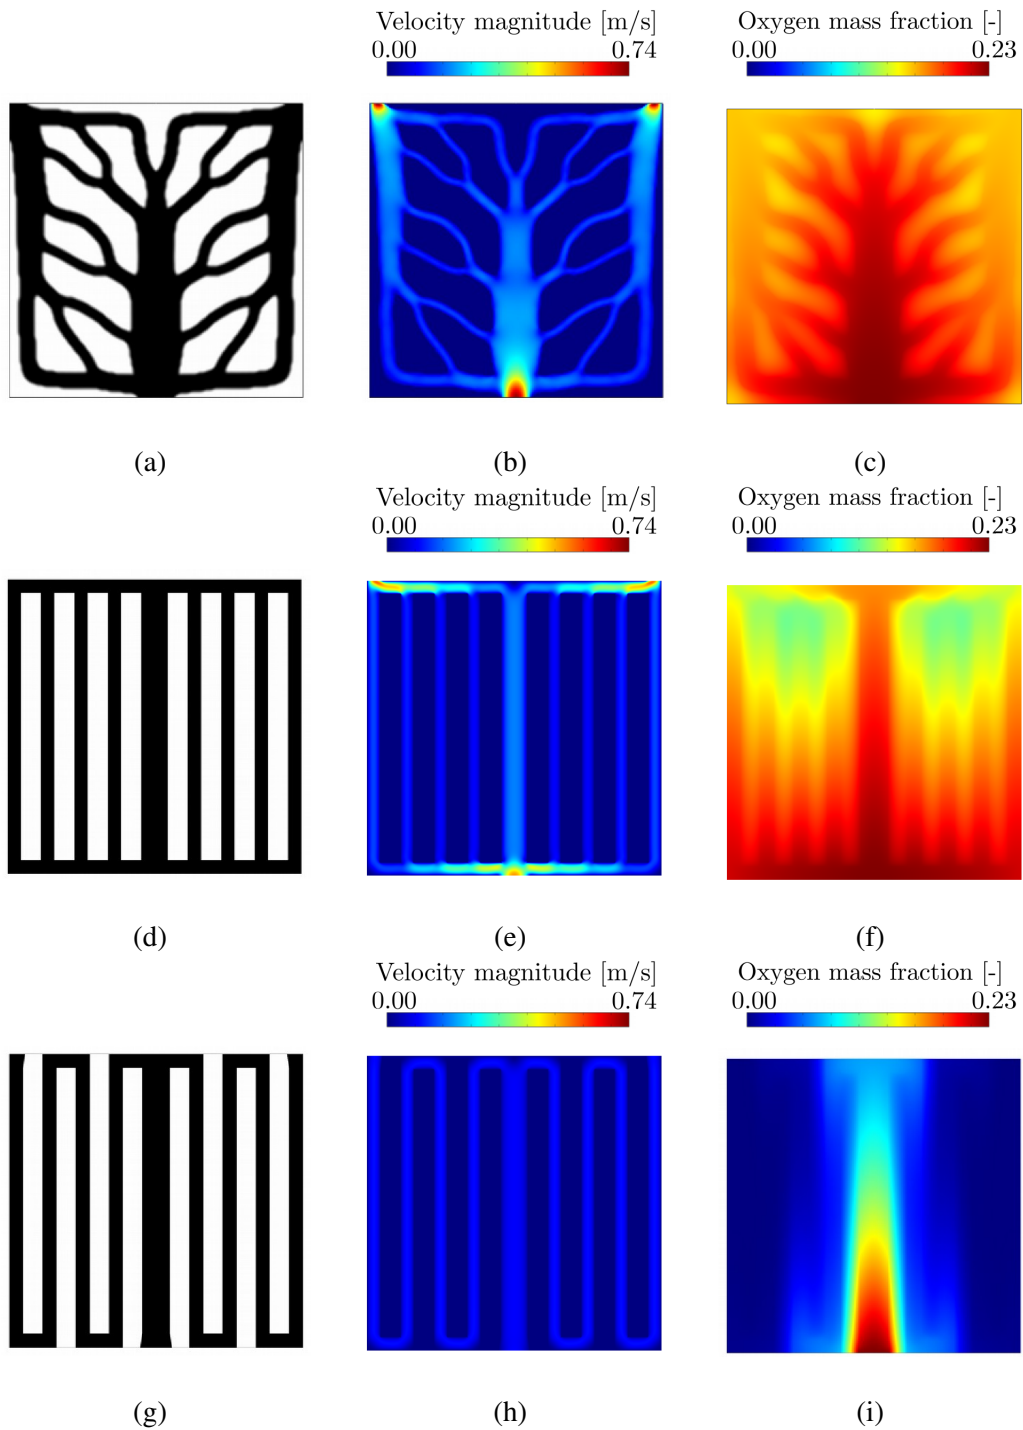 Velocity magnitude [m/s] Oxygen mass fraction [-]
0.00 0.74 0.00 0.23
(a) (b) (c)
Velocity magnitude [m/s] Oxygen mass fraction [-]
0.00 0.74 0.00 0.23
(d) (e) (f)
Velocity magnitude [m/s] Oxygen mass fraction [-]
0.00 0.74 0.00 0.23
(g) (h) (i)